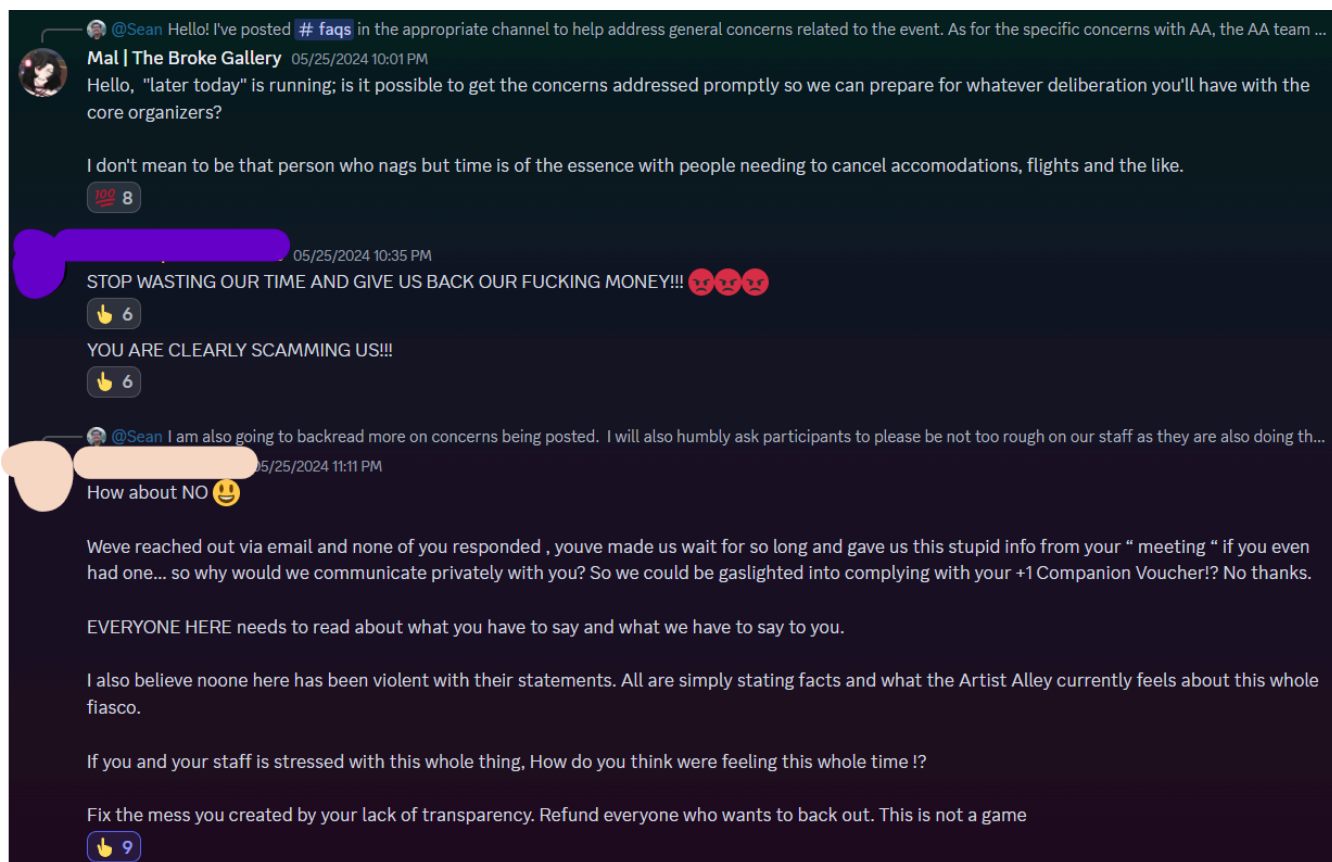 @Sean Hello! I've posted # faqs in the appropriate channel to help address general concerns related to the event. As for the specific concerns with AA, the AA team ...
Mal | The Broke Gallery 05/25/2024 10:01 PM
Hello, "later today" is running; is it possible to get the concerns addressed promptly so we can prepare for whatever deliberation you'll have with the
core organizers?
I don't mean to be that person who nags but time is of the essence with people needing to cancel accomodations, flights and the like.
💯 8
05/25/2024 10:35 PM
STOP WASTING OUR TIME AND GIVE US BACK OUR FUCKING MONEY!!! 😡😡😡
👆 6
YOU ARE CLEARLY SCAMMING US!!!
👆 6
@Sean I am also going to backread more on concerns being posted. I will also humbly ask participants to please be not too rough on our staff as they are also doing th...
05/25/2024 11:11 PM
How about NO 😃
Weve reached out via email and none of you responded , youve made us wait for so long and gave us this stupid info from your “ meeting “ if you even
had one... so why would we communicate privately with you? So we could be gaslighted into complying with your +1 Companion Voucher!? No thanks.
EVERYONE HERE needs to read about what you have to say and what we have to say to you.
I also believe noone here has been violent with their statements. All are simply stating facts and what the Artist Alley currently feels about this whole
fiasco.
If you and your staff is stressed with this whole thing, How do you think were feeling this whole time !?
Fix the mess you created by your lack of transparency. Refund everyone who wants to back out. This is not a game
👆 9